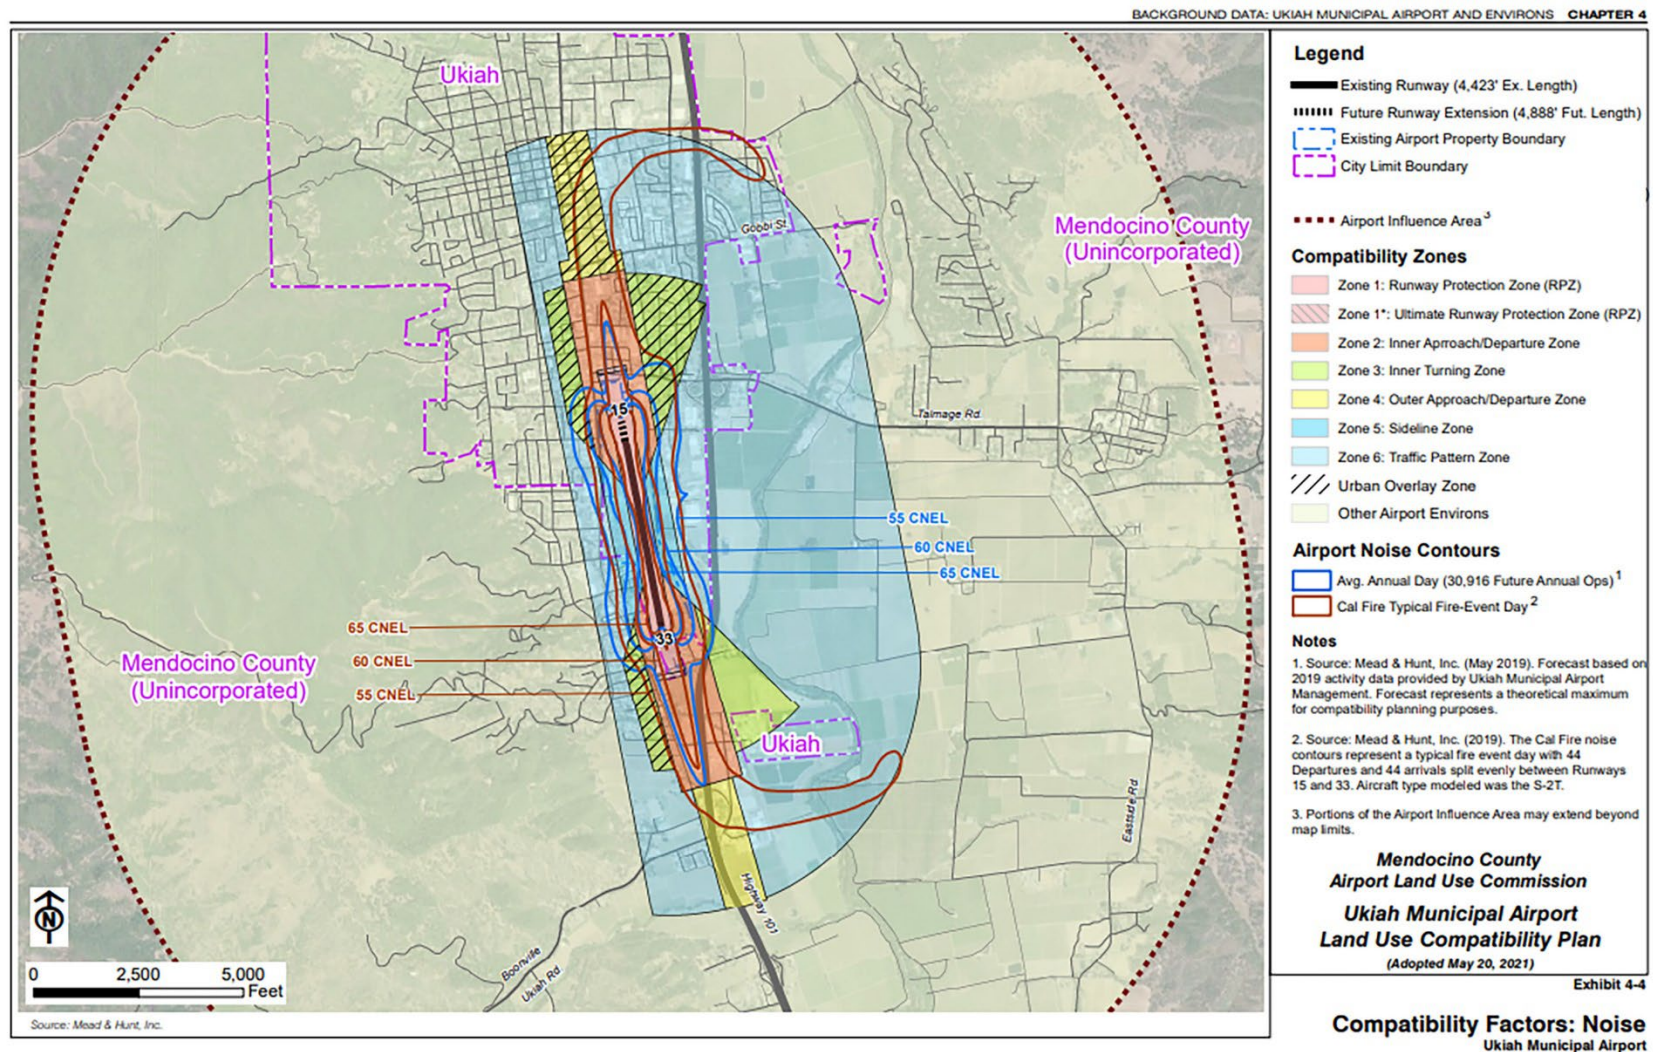 BACKGROUND DATA: UKIAH MUNICIPAL AIRPORT AND ENVIRONS CHAPTER 4
Ukiah
Gobbi St.
Mendocino County
(Unincorporated)
15
Talmage Rd.
55 CNEL
60 CNEL
65 CNEL
65 CNEL
60 CNEL
55 CNEL
33
Mendocino County
(Unincorporated)
Ukiah
Eastside Rd
Highway 101
Boonville
Ukiah Rd.
N
0 2,500 5,000
Feet
Source: Mead & Hunt, Inc.
Legend
Existing Runway (4,423' Ex. Length)
Future Runway Extension (4,888' Fut. Length)
Existing Airport Property Boundary
City Limit Boundary
)
Airport Influence Area 3
Compatibility Zones
Zone 1: Runway Protection Zone (RPZ)
Zone 1*: Ultimate Runway Protection Zone (RPZ)
Zone 2: Inner Aprroach/Departure Zone
Zone 3: Inner Turning Zone
Zone 4: Outer Approach/Departure Zone
Zone 5: Sideline Zone
Zone 6: Traffic Pattern Zone
Urban Overlay Zone
Other Airport Environs
Airport Noise Contours
Avg. Annual Day (30,916 Future Annual Ops) 1
Cal Fire Typical Fire-Event Day 2
Notes
1. Source: Mead & Hunt, Inc. (May 2019). Forecast based on
2019 activity data provided by Ukiah Municipal Airport
Management. Forecast represents a theoretical maximum
for compatibility planning purposes.
2. Source: Mead & Hunt, Inc. (2019). The Cal Fire noise
contours represent a typical fire event day with 44
Departures and 44 arrivals split evenly between Runways
15 and 33. Aircraft type modeled was the S-2T.
3. Portions of the Airport Influence Area may extend beyond
map limits.
Mendocino County
Airport Land Use Commission
Ukiah Municipal Airport
Land Use Compatibility Plan
(Adopted May 20, 2021)
Exhibit 4-4
Compatibility Factors: Noise
Ukiah Municipal Airport